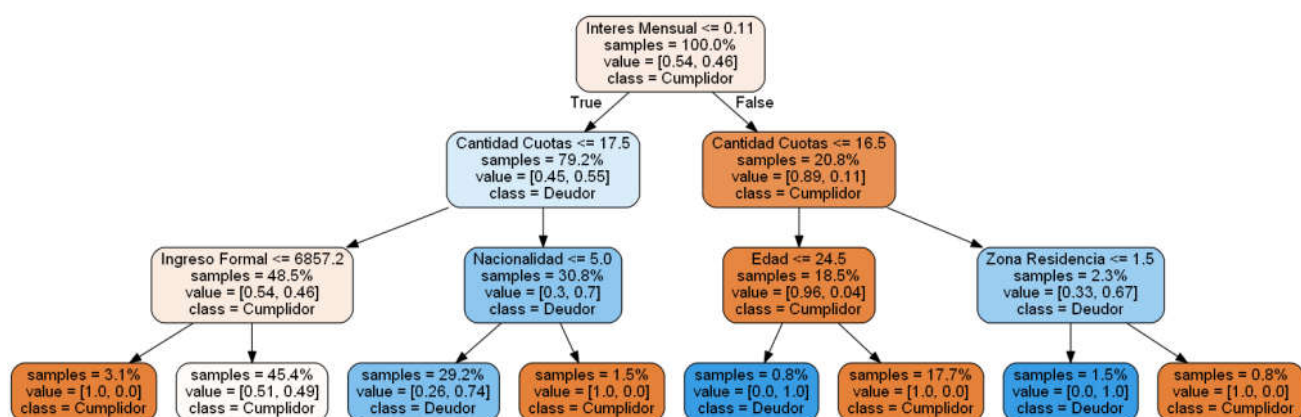 Interes Mensual <= 0.11
samples = 100.0%
value = [0.54, 0.46]
class = Cumplidor
True
False
Cantidad Cuotas <= 17.5
samples = 79.2%
value = [0.45, 0.55]
class = Deudor
Cantidad Cuotas <= 16.5
samples = 20.8%
value = [0.89, 0.11]
class = Cumplidor
Ingreso Formal <= 6857.2
samples = 48.5%
value = [0.54, 0.46]
class = Cumplidor
Nacionalidad <= 5.0
samples = 30.8%
value = [0.3, 0.7]
class = Deudor
Edad <= 24.5
samples = 18.5%
value = [0.96, 0.04]
class = Cumplidor
Zona Residencia <= 1.5
samples = 2.3%
value = [0.33, 0.67]
class = Deudor
samples = 3.1%
value = [1.0, 0.0]
class = Cumplidor
samples = 45.4%
value = [0.51, 0.49]
class = Cumplidor
samples = 29.2%
value = [0.26, 0.74]
class = Deudor
samples = 1.5%
value = [1.0, 0.0]
class = Cumplidor
samples = 0.8%
value = [0.0, 1.0]
class = Deudor
samples = 17.7%
value = [1.0, 0.0]
class = Cumplidor
samples = 1.5%
value = [0.0, 1.0]
class = Deudor
samples = 0.8%
value = [1.0, 0.0]
class = Cumplidor